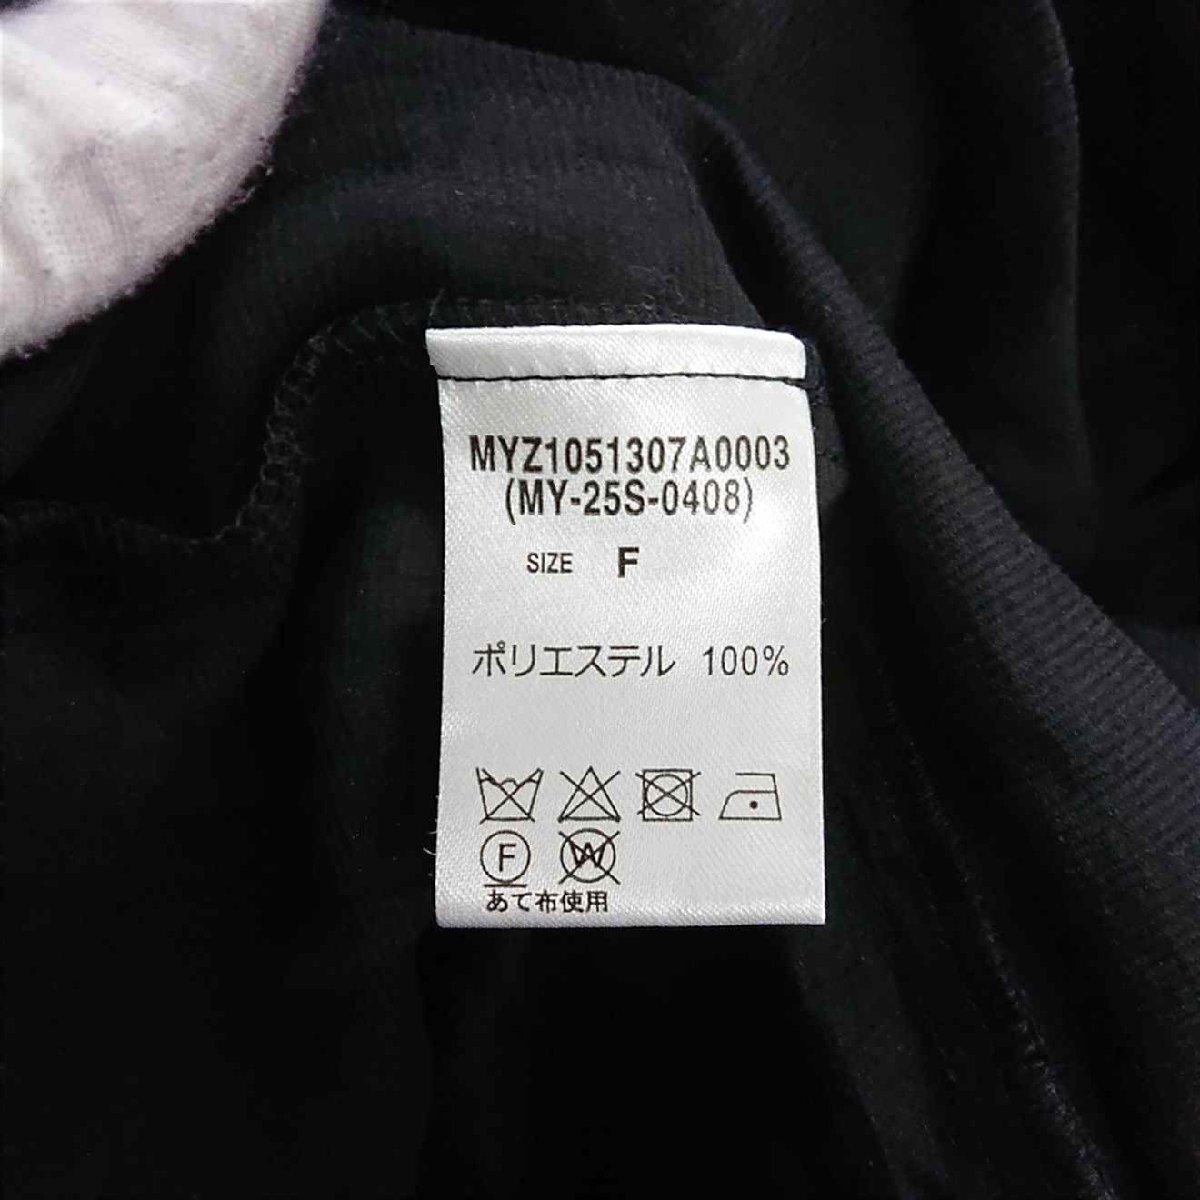 MYZ1051307A0003
(MY-25S-0408)
SIZE F
ポリエステル 100%
F W
あて布使用